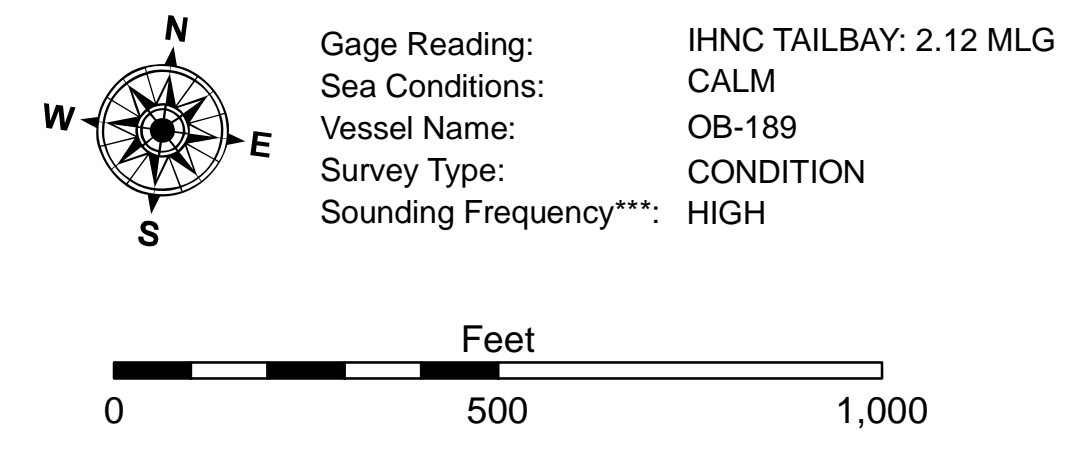 N
W
E
S
Gage Reading: IHNC TAILBAY: 2.12 MLG
Sea Conditions: CALM
Vessel Name: OB-189
Survey Type: CONDITION
Sounding Frequency***: HIGH
Feet
0 500 1,000